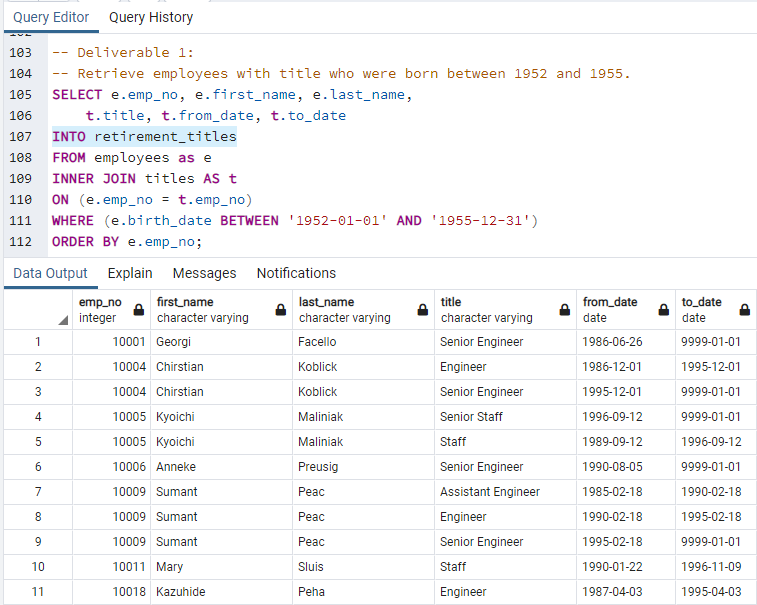 Query Editor Query History
103 -- Deliverable 1:
104 -- Retrieve employees with title who were born between 1952 and 1955.
105 SELECT e.emp_no, e.first_name, e.last_name,
106 t.title, t.from_date, t.to_date
107 INTO retirement_titles
108 FROM employees as e
109 INNER JOIN titles AS t
110 ON (e.emp_no = t.emp_no)
111 WHERE (e.birth_date BETWEEN '1952-01-01' AND '1955-12-31')
112 ORDER BY e.emp_no;
Data Output Explain Messages Notifications
emp_no first_name last_name title from_date to_date
integer character varying character varying character varying date date
1 10001 Georgi Facello Senior Engineer 1986-06-26 9999-01-01
2 10004 Chirstian Koblick Engineer 1986-12-01 1995-12-01
3 10004 Chirstian Koblick Senior Engineer 1995-12-01 9999-01-01
4 10005 Kyoichi Maliniak Senior Staff 1996-09-12 9999-01-01
5 10005 Kyoichi Maliniak Staff 1989-09-12 1996-09-12
6 10006 Anneke Preusig Senior Engineer 1990-08-05 9999-01-01
7 10009 Sumant Peac Assistant Engineer 1985-02-18 1990-02-18
8 10009 Sumant Peac Engineer 1990-02-18 1995-02-18
9 10009 Sumant Peac Senior Engineer 1995-02-18 9999-01-01
10 10011 Mary Sluis Staff 1990-01-22 1996-11-09
11 10018 Kazuhide Peha Engineer 1987-04-03 1995-04-03